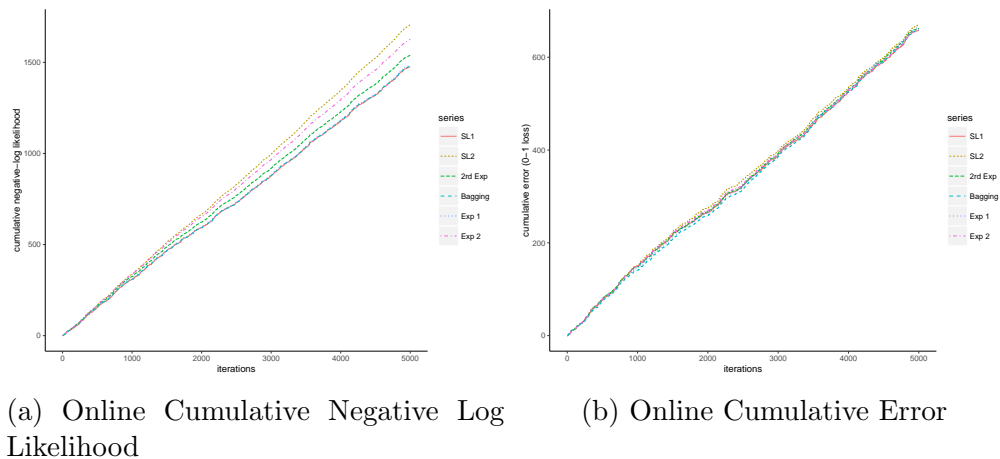 1500
1000
500
0
cumulative negative−log likelihood
0
1000
2000
3000
4000
5000
iterations
series
SL1
SL2
2rd Exp
Bagging
Exp 1
Exp 2
600
400
200
0
cumulative error (0−1 loss)
0
1000
2000
3000
4000
5000
iterations
series
SL1
SL2
2rd Exp
Bagging
Exp 1
Exp 2
(a) Online Cumulative Negative Log
Likelihood
(b) Online Cumulative Error